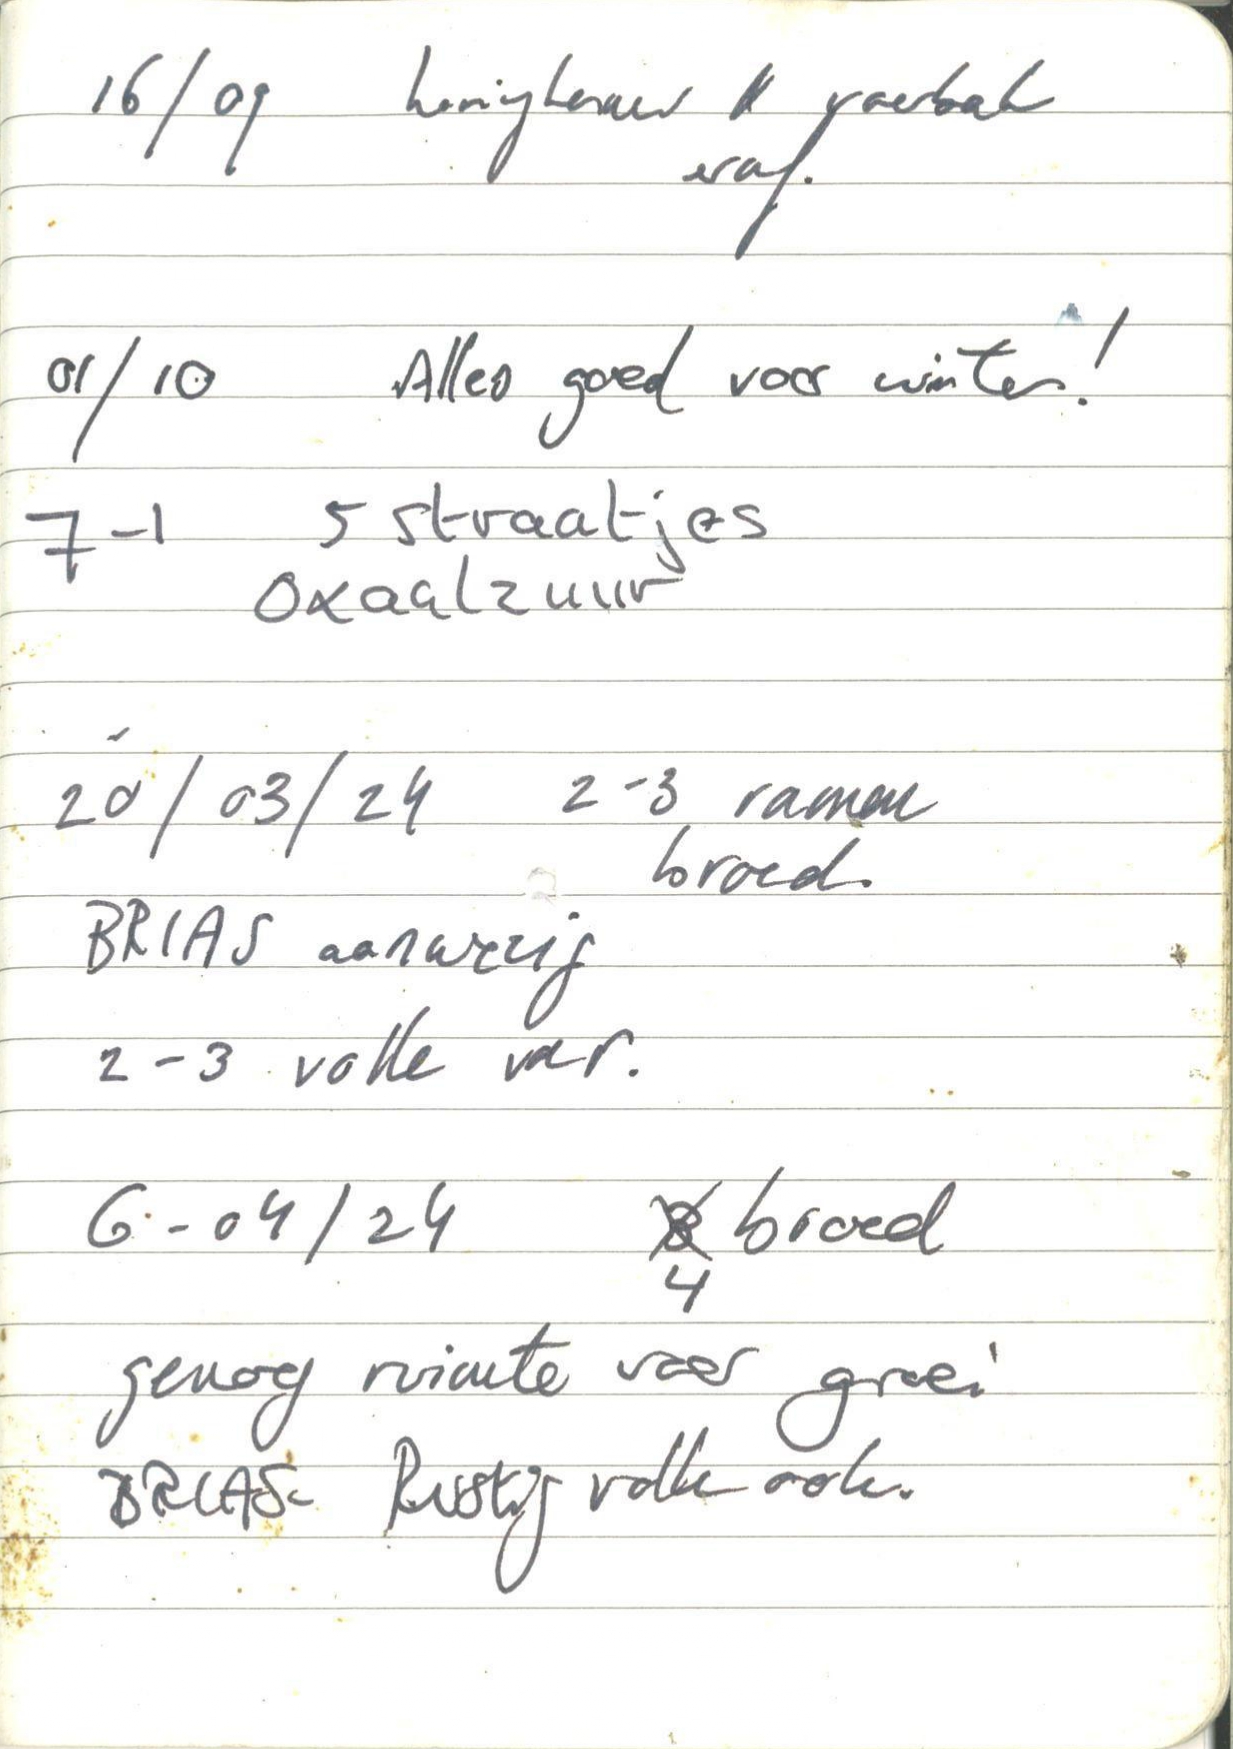 16/09 honingkamer voerbak
eraf.
01/10 Alles goed voor winter!
7-1 5 straatjes
Oxaalzuur
20/03/24 2-3 ramen
broed.
BRIAS aanwezig
2-3 volle voer.
6-04/24 broed
4
genoeg ruimte voor groei
BRIAS Rustig volk ook.